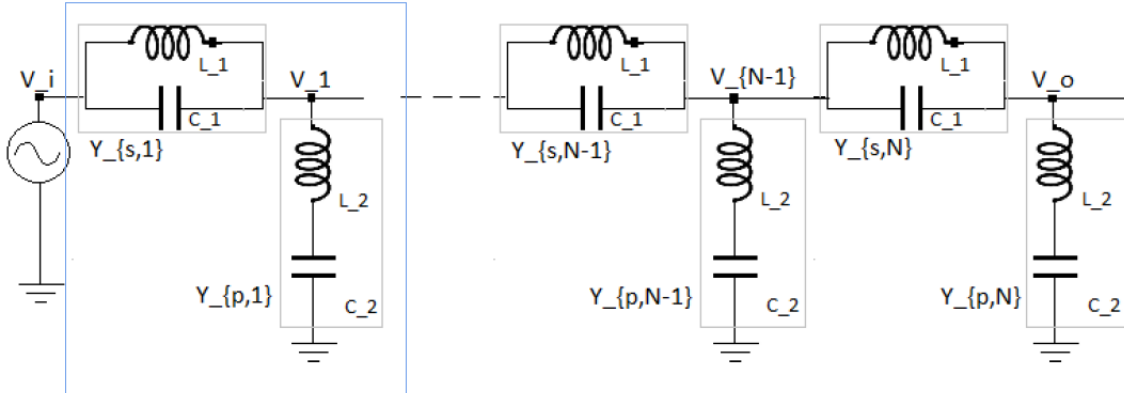 L_1
V_i
V_1
C_1
Y_{s,1}
L_2
Y_{p,1}
C_2
L_1
V_{N-1}
C_1
Y_{s,N-1}
L_2
Y_{p,N-1}
C_2
L_1
V_o
C_1
Y_{s,N}
L_2
Y_{p,N}
C_2